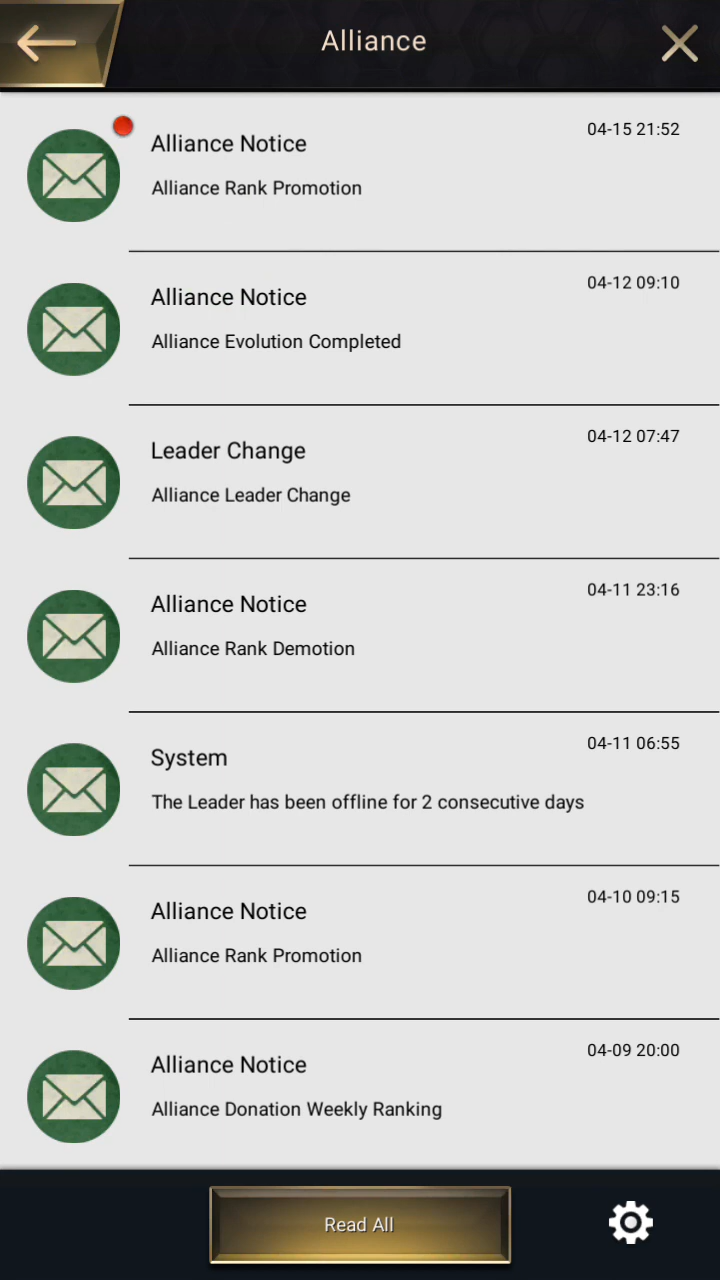 Alliance
Alliance Notice
04-15 21:52
Alliance Rank Promotion
Alliance Notice
04-12 09:10
Alliance Evolution Completed
Leader Change
04-12 07:47
Alliance Leader Change
Alliance Notice
04-11 23:16
Alliance Rank Demotion
System
04-11 06:55
The Leader has been offline for 2 consecutive days
Alliance Notice
04-10 09:15
Alliance Rank Promotion
Alliance Notice
04-09 20:00
Alliance Donation Weekly Ranking
Read All